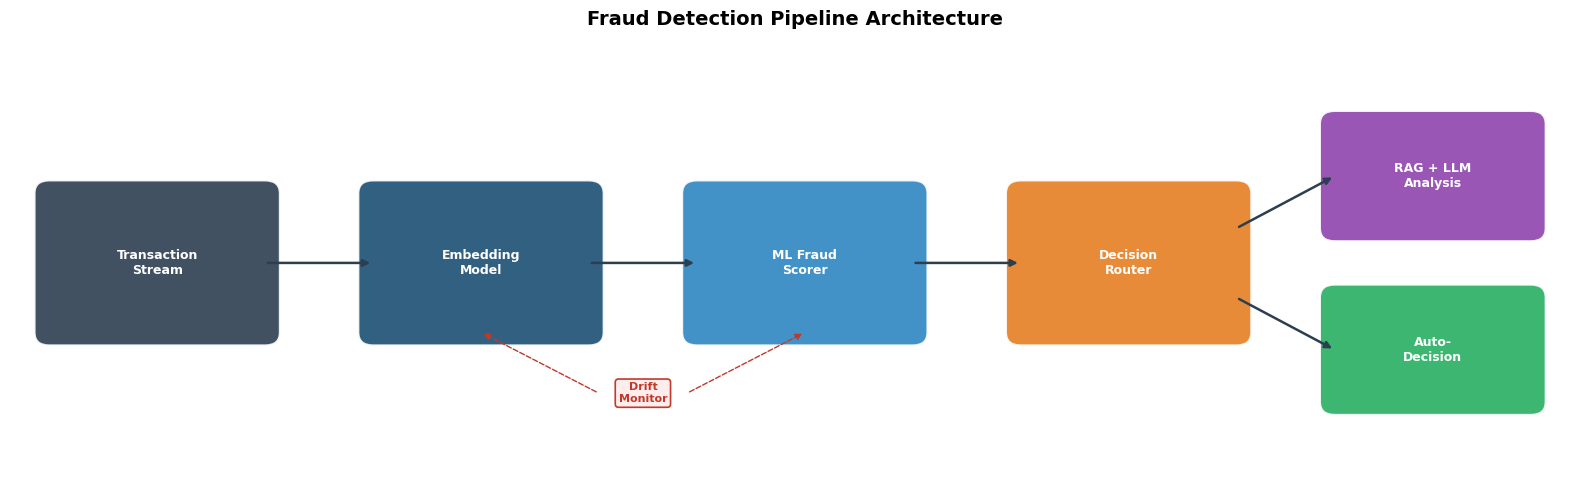 Fraud Detection Pipeline Architecture
Transaction
Stream
Embedding
Model
ML Fraud
Scorer
Decision
Router
RAG + LLM
Analysis
Auto-
Decision
Drift
Monitor